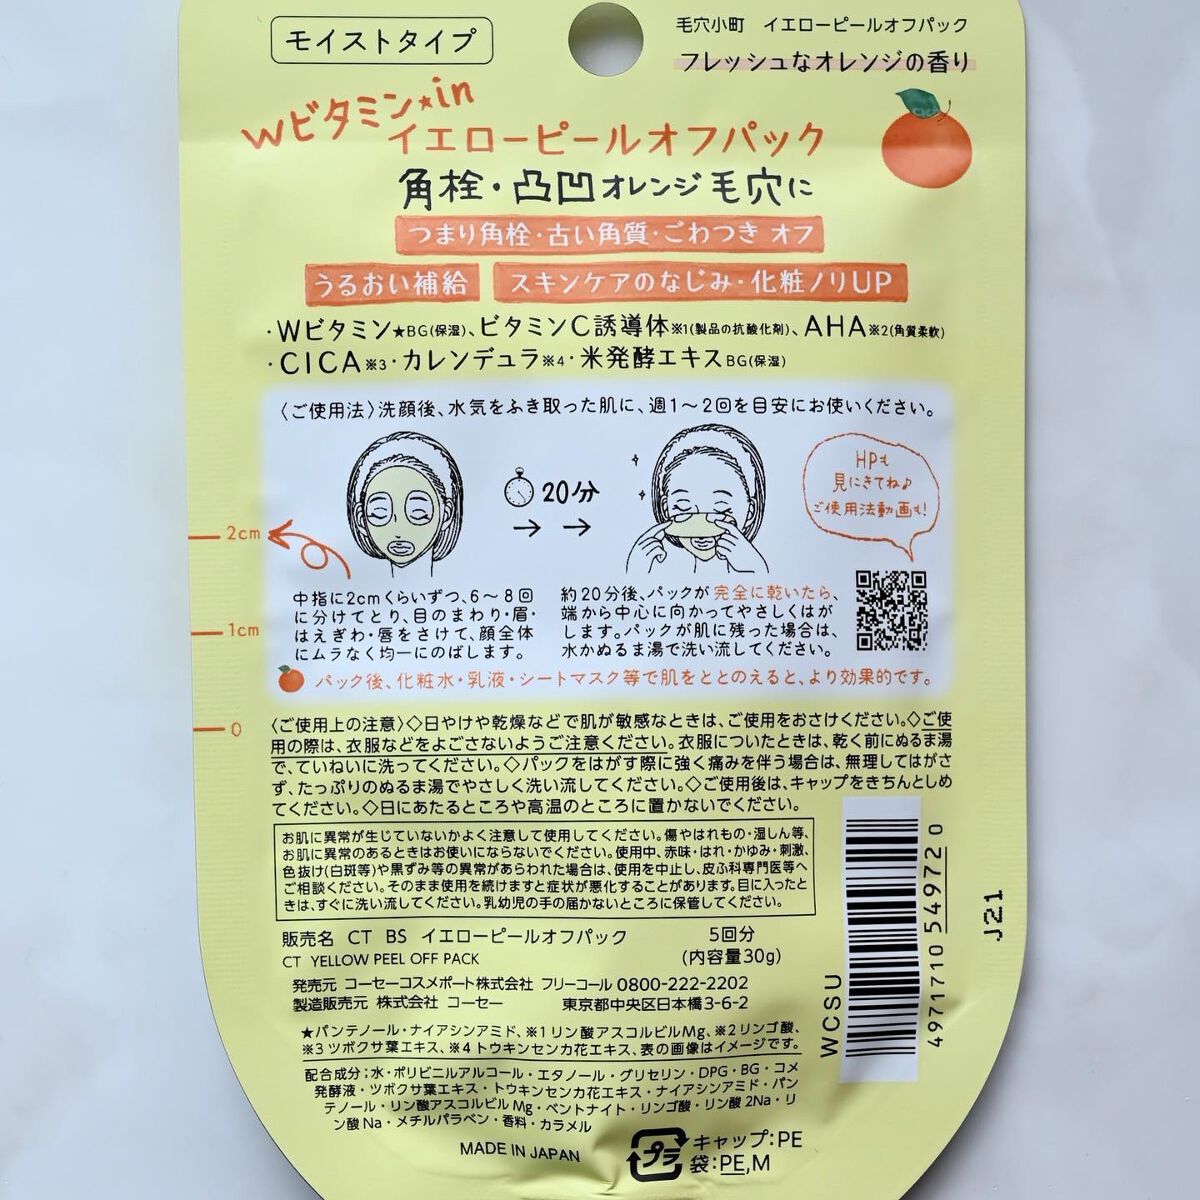 モイストタイプ
毛穴小町　イエローピールオフパック
フレッシュなオレンジの香り
Wビタミン★in
イエローピールオフパック
角栓・凸凹オレンジ毛穴に
つまり角栓・古い角質・ごわつき オフ
うるおい補給
スキンケアのなじみ・化粧ノリUP
・Wビタミン★BG(保湿)、ビタミンC誘導体※1(製品の抗酸化剤)、AHA※2(角質柔軟)
・CICA※3・カレンデュラ※4・米発酵エキスBG(保湿)
〈ご使用法〉洗顔後、水気をふき取った肌に、週1～2回を目安にお使いください。
HPも
見にきてね♪
ご使用法動画も!
20分
2cm
1cm
0
中指に2cmくらいずつ、6～8回
に分けてとり、目のまわり・眉・
はえぎわ・唇をさけて、顔全体
にムラなく均一にのばします。
約20分後、パックが完全に乾いたら、
端から中心に向かってやさしくはが
します。パックが肌に残った場合は、
水かぬるま湯で洗い流してください。
パック後、化粧水・乳液・シートマスク等で肌をととのえると、より効果的です。
〈ご使用上の注意〉◇日やけや乾燥などで肌が敏感なときは、ご使用をおさけください。◇ご使
用の際は、衣服などをよごさないようご注意ください。衣服についたときは、乾く前にぬるま湯
で、ていねいに洗ってください。◇パックをはがす際に強く痛みを伴う場合は、無理してはがさ
ず、たっぷりのぬるま湯でやさしく洗い流してください。◇ご使用後は、キャップをきちんとしめ
てください。◇日にあたるところや高温のところに置かないでください。
お肌に異常が生じていないかよく注意して使用してください。傷やはれもの・湿しん等、
お肌に異常のあるときはお使いにならないでください。使用中、赤味・はれ・かゆみ・刺激、
色抜け(白斑等)や黒ずみ等の異常があらわれた場合は、使用を中止し、皮ふ科専門医等へ
ご相談ください。そのまま使用を続けますと症状が悪化することがあります。目に入ったと
きは、すぐに洗い流してください。乳幼児の手の届かないところに保管してください。
販売名　CT　BS　イエローピールオフパック
CT YELLOW PEEL OFF PACK
5回分
(内容量30g)
発売元 コーセーコスメポート株式会社 フリーコール 0800-222-2202
製造販売元 株式会社 コーセー　東京都中央区日本橋3-6-2
★パンテノール・ナイアシンアミド、※1リン酸アスコルビルMg、※2リンゴ酸、
※3ツボクサ葉エキス、※4トウキンセンカ花エキス、表の画像はイメージです。
配合成分:水・ポリビニルアルコール・エタノール・グリセリン・DPG・BG・コメ
発酵液・ツボクサ葉エキス・トウキンセンカ花エキス・ナイアシンアミド・パン
テノール・リン酸アスコルビルMg・ベントナイト・リンゴ酸・リン酸2Na・リ
ン酸Na・メチルパラベン・香料・カラメル
MADE IN JAPAN
プラ
キャップ:PE
袋:PE,M
WCSU
4971710 549720
J21